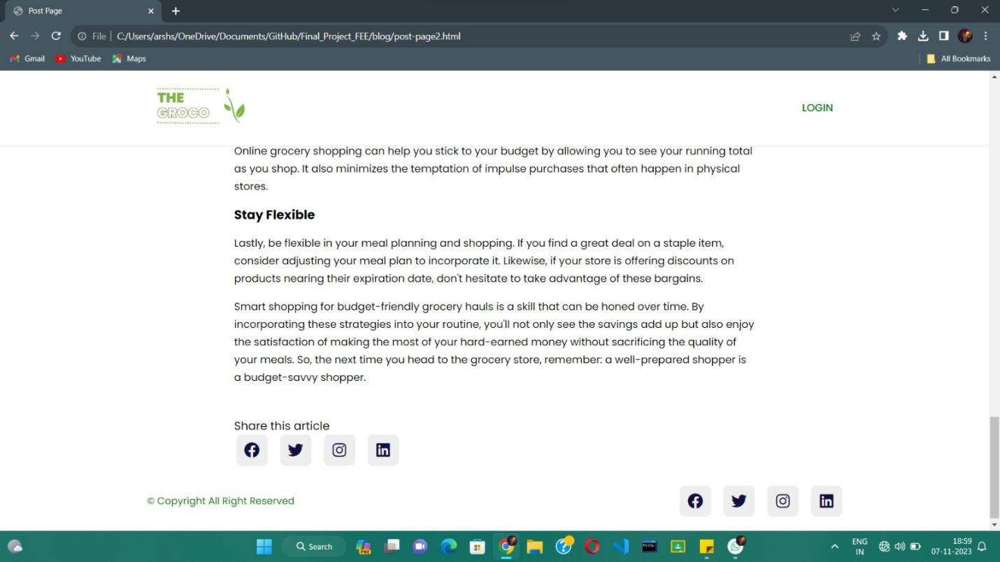 Post Page
File
C:/Users/arshs/OneDrive/Documents/GitHub/Final_Project_FEE/blog/post-page2.html
Gmail
YouTube
Maps
All Bookmarks
THE
GROCO
LOGIN
Online grocery shopping can help you stick to your budget by allowing you to see your running total
as you shop. It also minimizes the temptation of impulse purchases that often happen in physical
stores.
Stay Flexible
Lastly, be flexible in your meal planning and shopping. If you find a great deal on a staple item,
consider adjusting your meal plan to incorporate it. Likewise, if your store is offering discounts on
products nearing their expiration date, don't hesitate to take advantage of these bargains.
Smart shopping for budget-friendly grocery hauls is a skill that can be honed over time. By
incorporating these strategies into your routine, you'll not only see the savings add up but also enjoy
the satisfaction of making the most of your hard-earned money without sacrificing the quality of
your meals. So, the next time you head to the grocery store, remember: a well-prepared shopper is
a budget-savvy shopper.
Share this article
© Copyright All Right Reserved
Search
PRE
MySQL
ENG
IN
18:59
07-11-2023